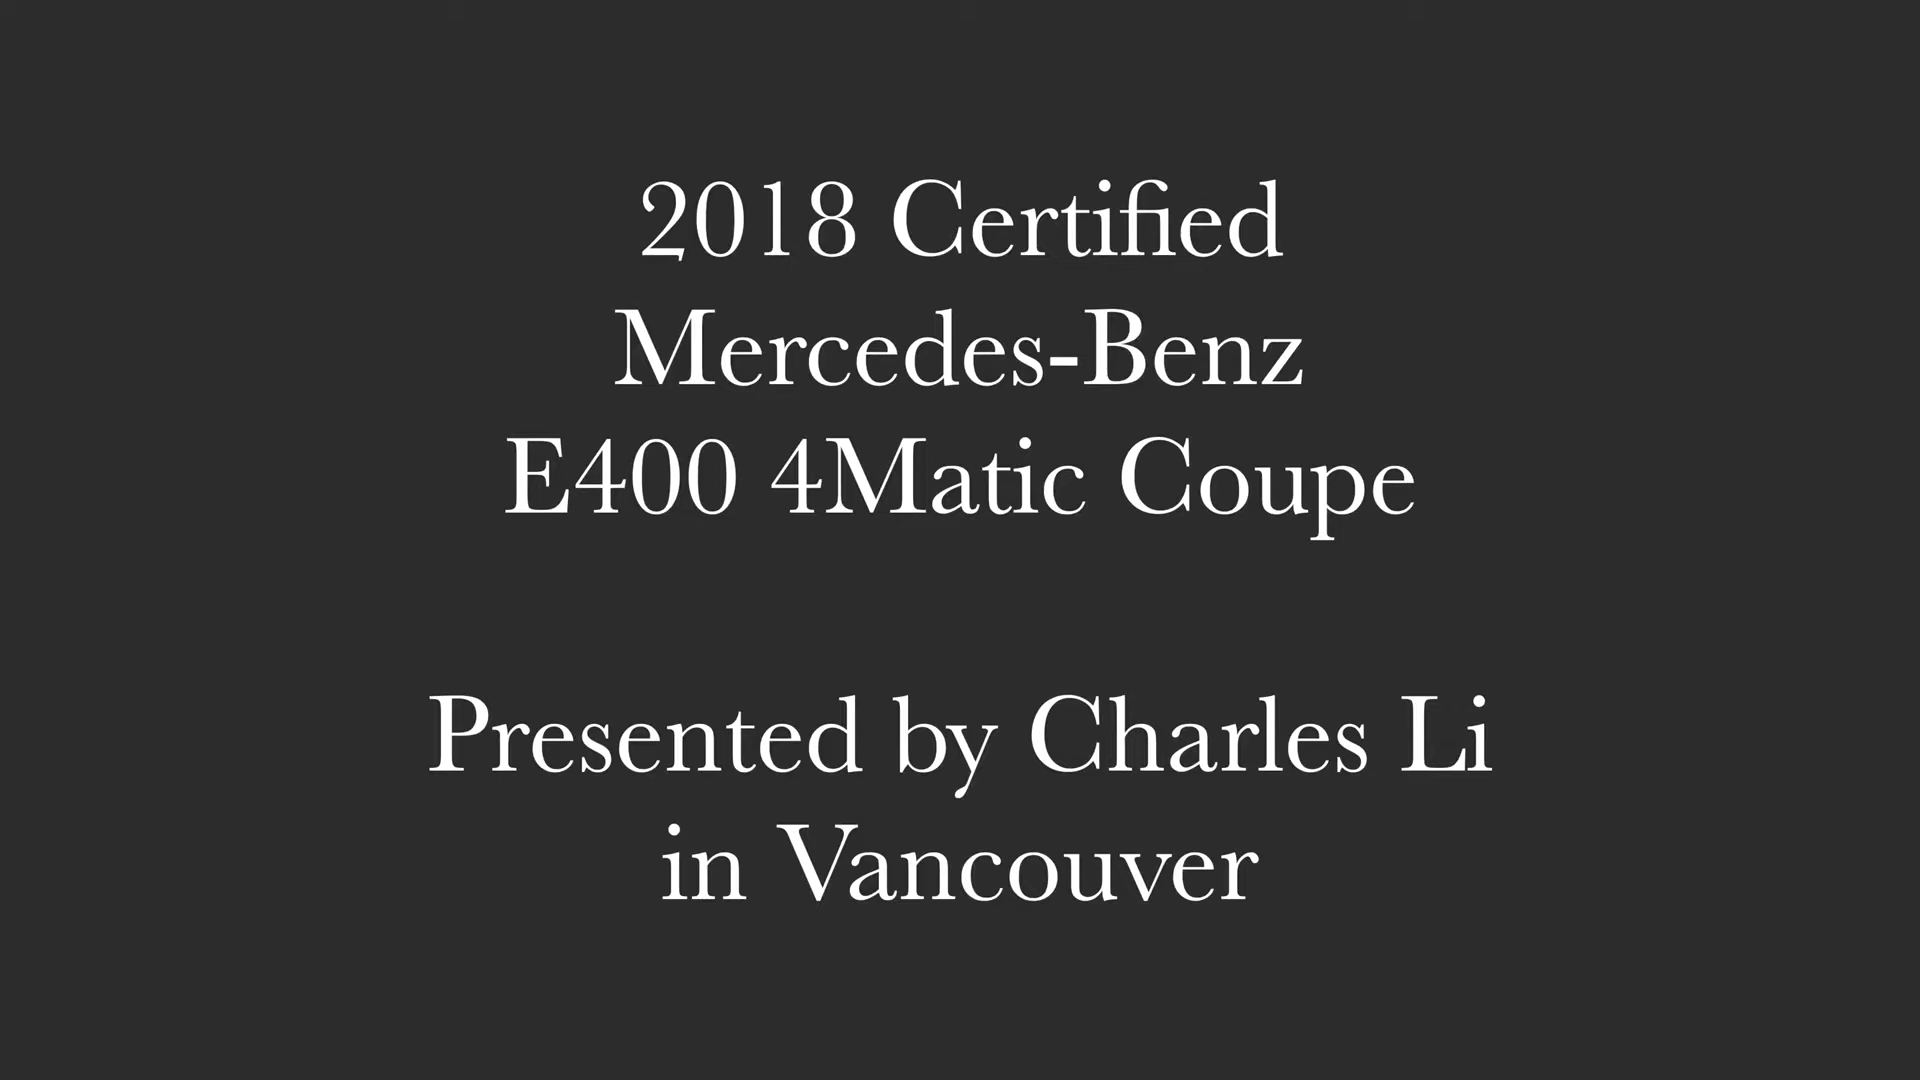 2018 Certified
Mercedes-Benz
E400 4Matic Coupe
Presented by Charles Li
in Vancouver